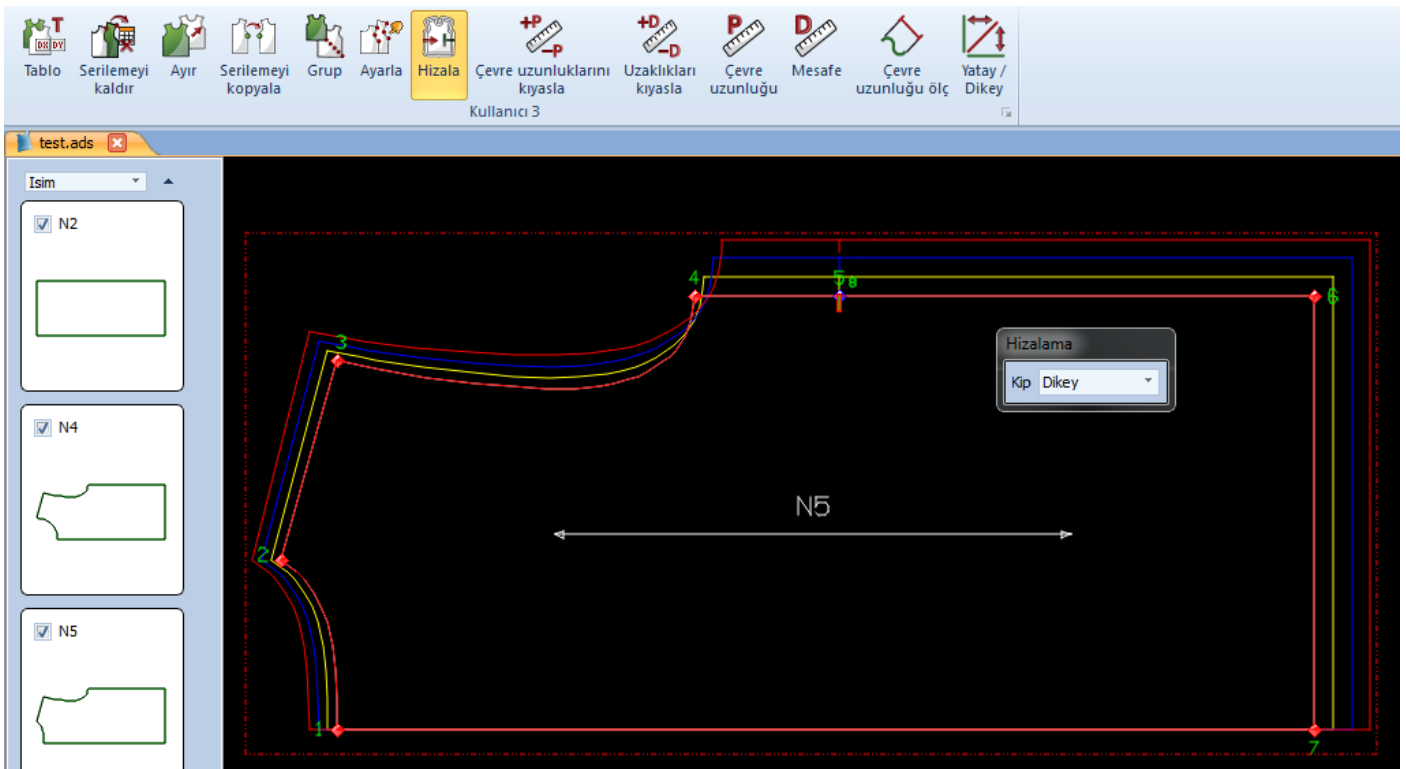 T
DX DY
+P
-P
+D
-D
P
D
Tablo
Serilemeyi
kaldır
Ayır
Serilemeyi
kopyala
Grup
Ayarla
Hizala
Çevre uzunluklarını
kıyasla
Uzaklıkları
kıyasla
Çevre
uzunluğu
Mesafe
Çevre
uzunluğu ölç
Yatay /
Dikey
Kullanıcı 3
test.ads
Isim
N2
N4
N5
4
5
8
6
3
Hizalama
Kip Dikey
N5
2
1
7